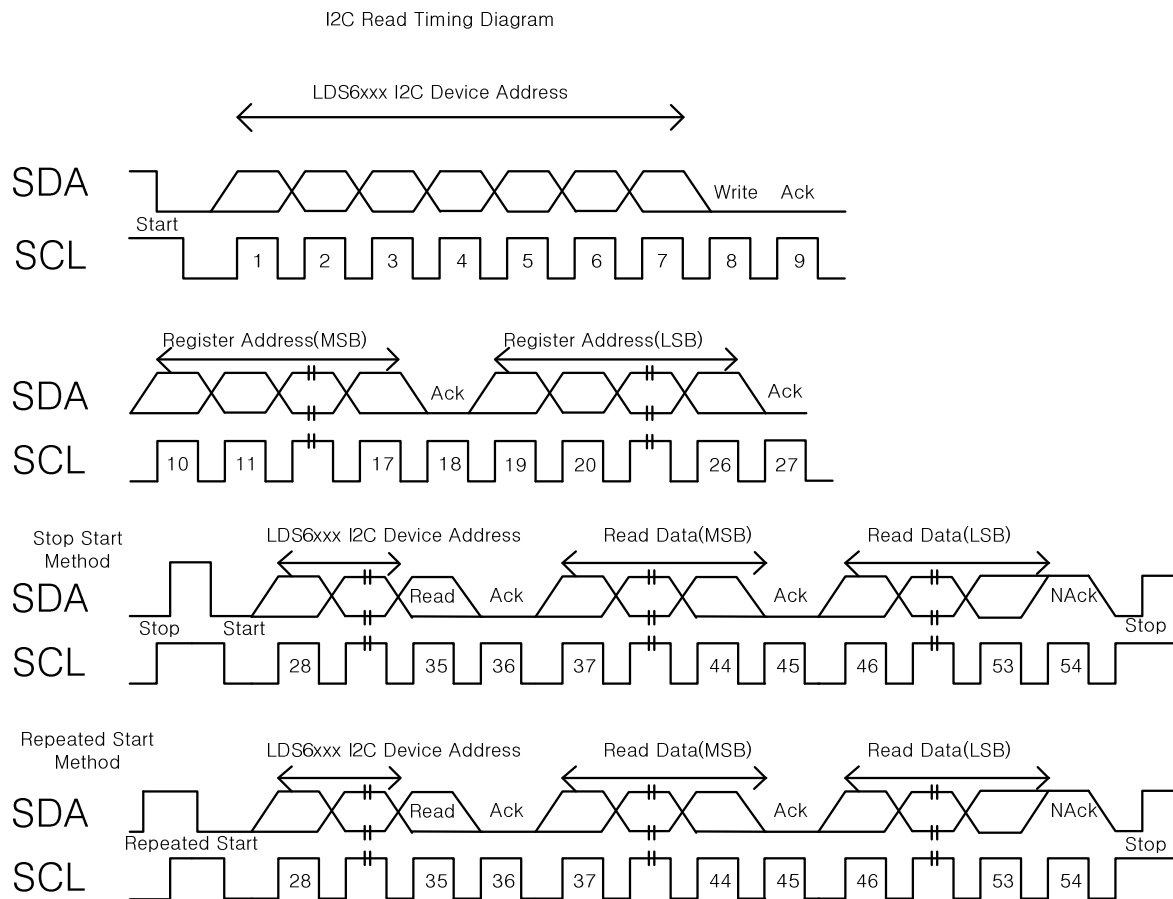 I2C Read Timing Diagram
LDS6xxx I2C Device Address
SDA
Write Ack
Start
SCL
1 2 3 4 5 6 7 8 9
Register Address(MSB) Register Address(LSB)
SDA
Ack Ack
SCL
10 11 17 18 19 20 26 27
Stop Start
Method
LDS6xxx I2C Device Address Read Data(MSB) Read Data(LSB)
SDA
Read Ack Ack NAck
Stop Start Stop
SCL
28 35 36 37 44 45 46 53 54
Repeated Start
Method
LDS6xxx I2C Device Address Read Data(MSB) Read Data(LSB)
SDA
Read Ack Ack NAck
Repeated Start Stop
SCL
28 35 36 37 44 45 46 53 54